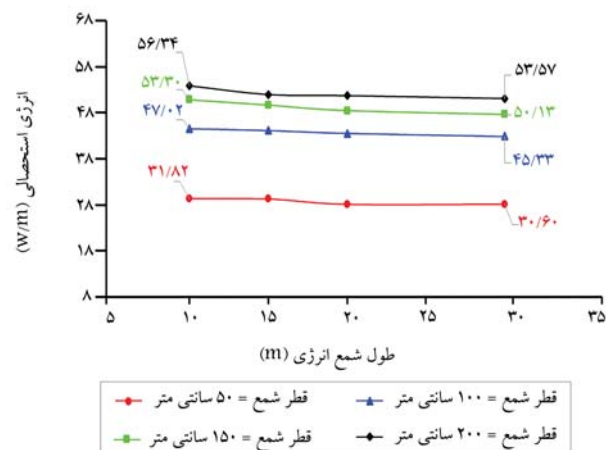 ۶۸
۵۸
۴۸
۳۸
۲۸
۱۸
۸
انرژی استحصالی (w/m)
۵۶/۳۴
۵۳/۳۰
۴۷/۰۲
۳۱/۸۲
۵۳/۵۷
۵۰/۱۳
۴۵/۳۳
۳۰/۶۰
۵ ۱۰ ۱۵ ۲۰ ۲۵ ۳۰ ۳۵
طول شمع انرژی (m)
قطر شمع = ۵۰ سانتی متر
قطر شمع = ۱۰۰ سانتی متر
قطر شمع = ۱۵۰ سانتی متر
قطر شمع = ۲۰۰ سانتی متر